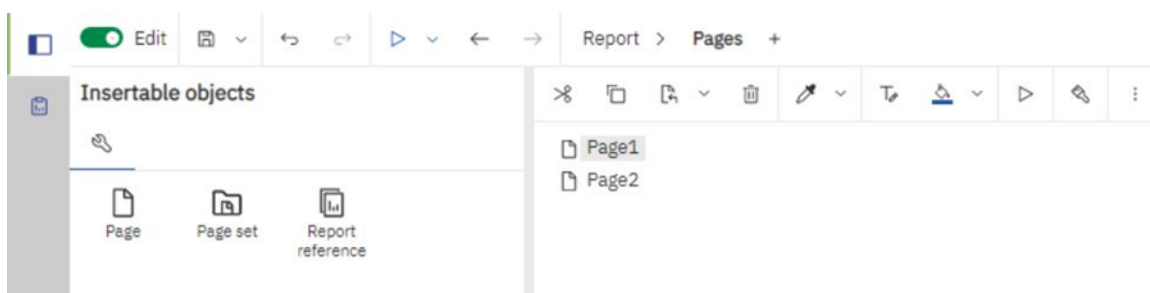 Edit
Report > Pages +
Insertable objects
Page1
Page2
Page
Page set
Report
reference